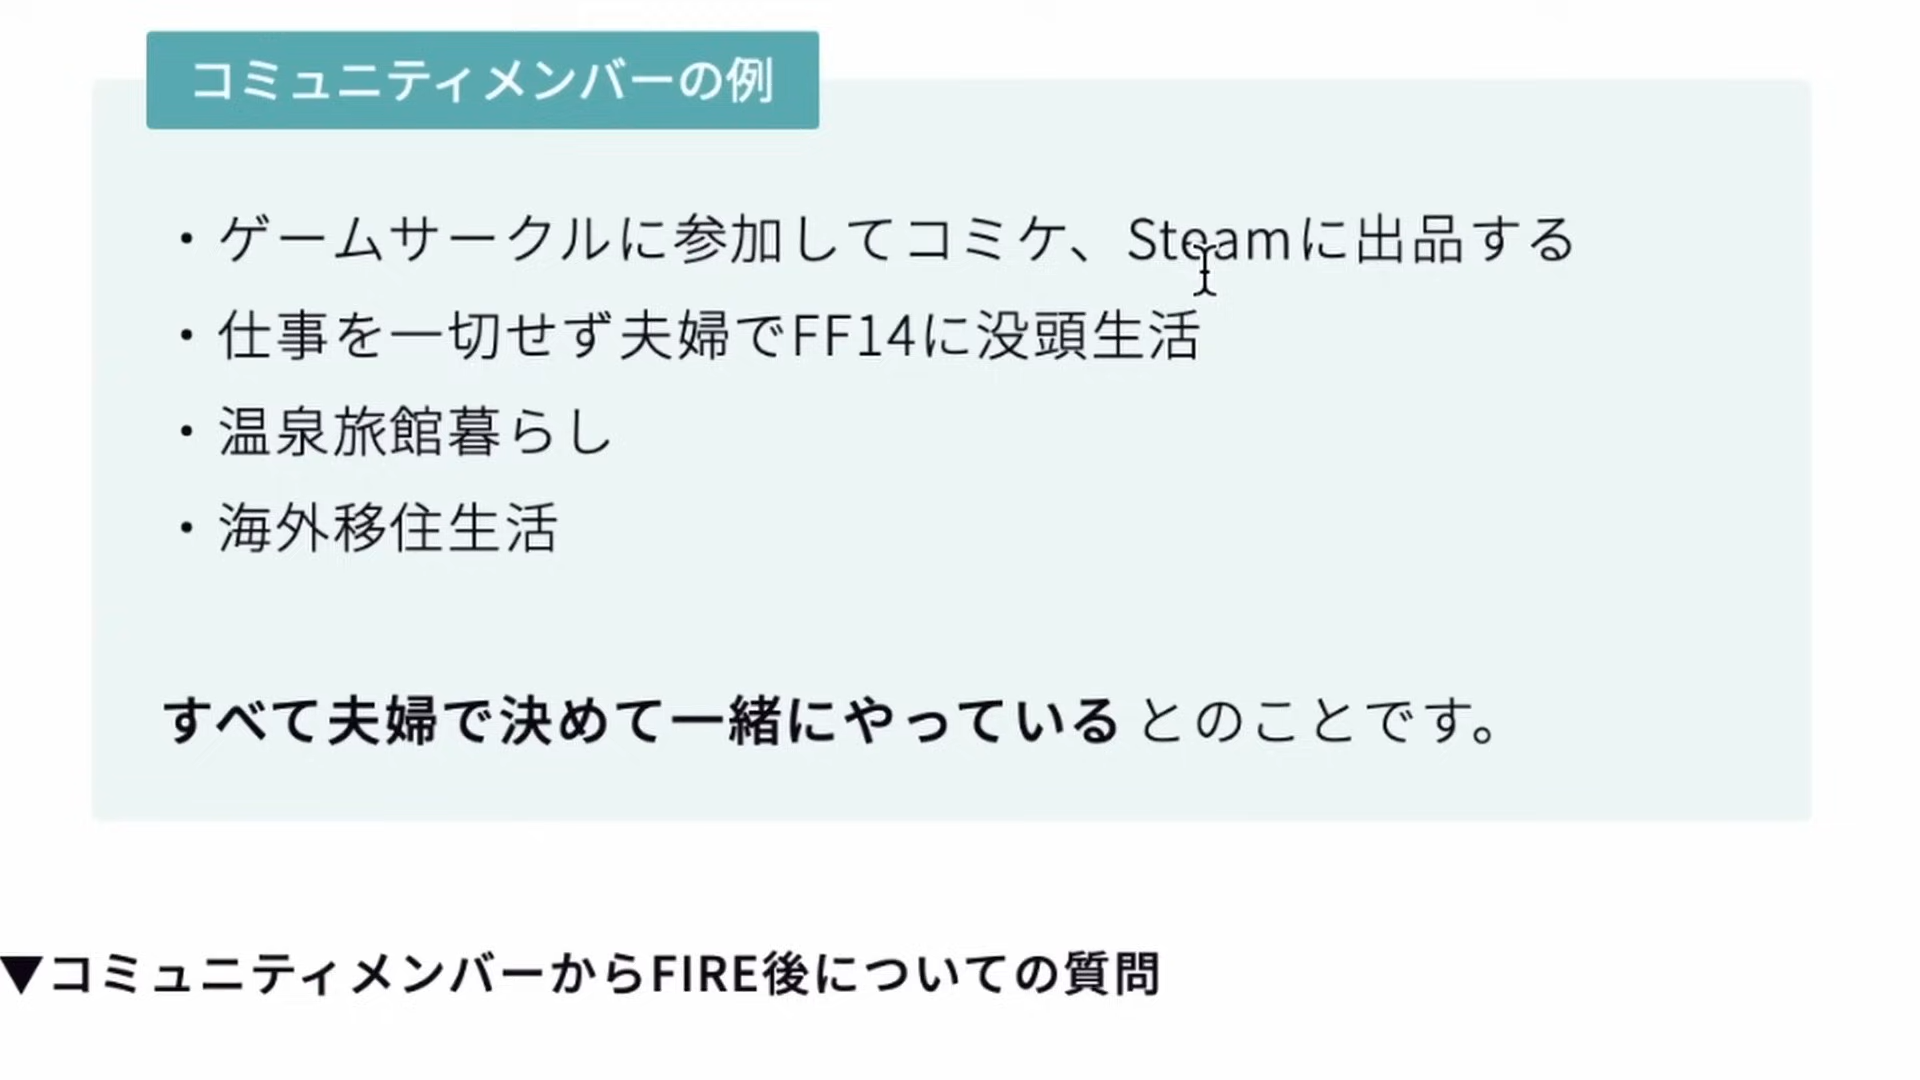 コミュニティメンバーの例
・ゲームサークルに参加してコミケ、Steamに出品する
・仕事を一切せず夫婦でFF14に没頭生活
・温泉旅館暮らし
・海外移住生活
すべて夫婦で決めて一緒にやっている とのことです。
▼コミュニティメンバーからFIRE後についての質問